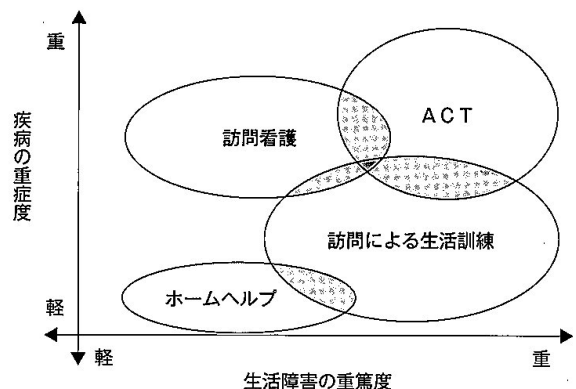 重
疾病の重症度
訪問看護
ACT
訪問による生活訓練
ホームヘルプ
軽
軽
重
生活障害の重篤度